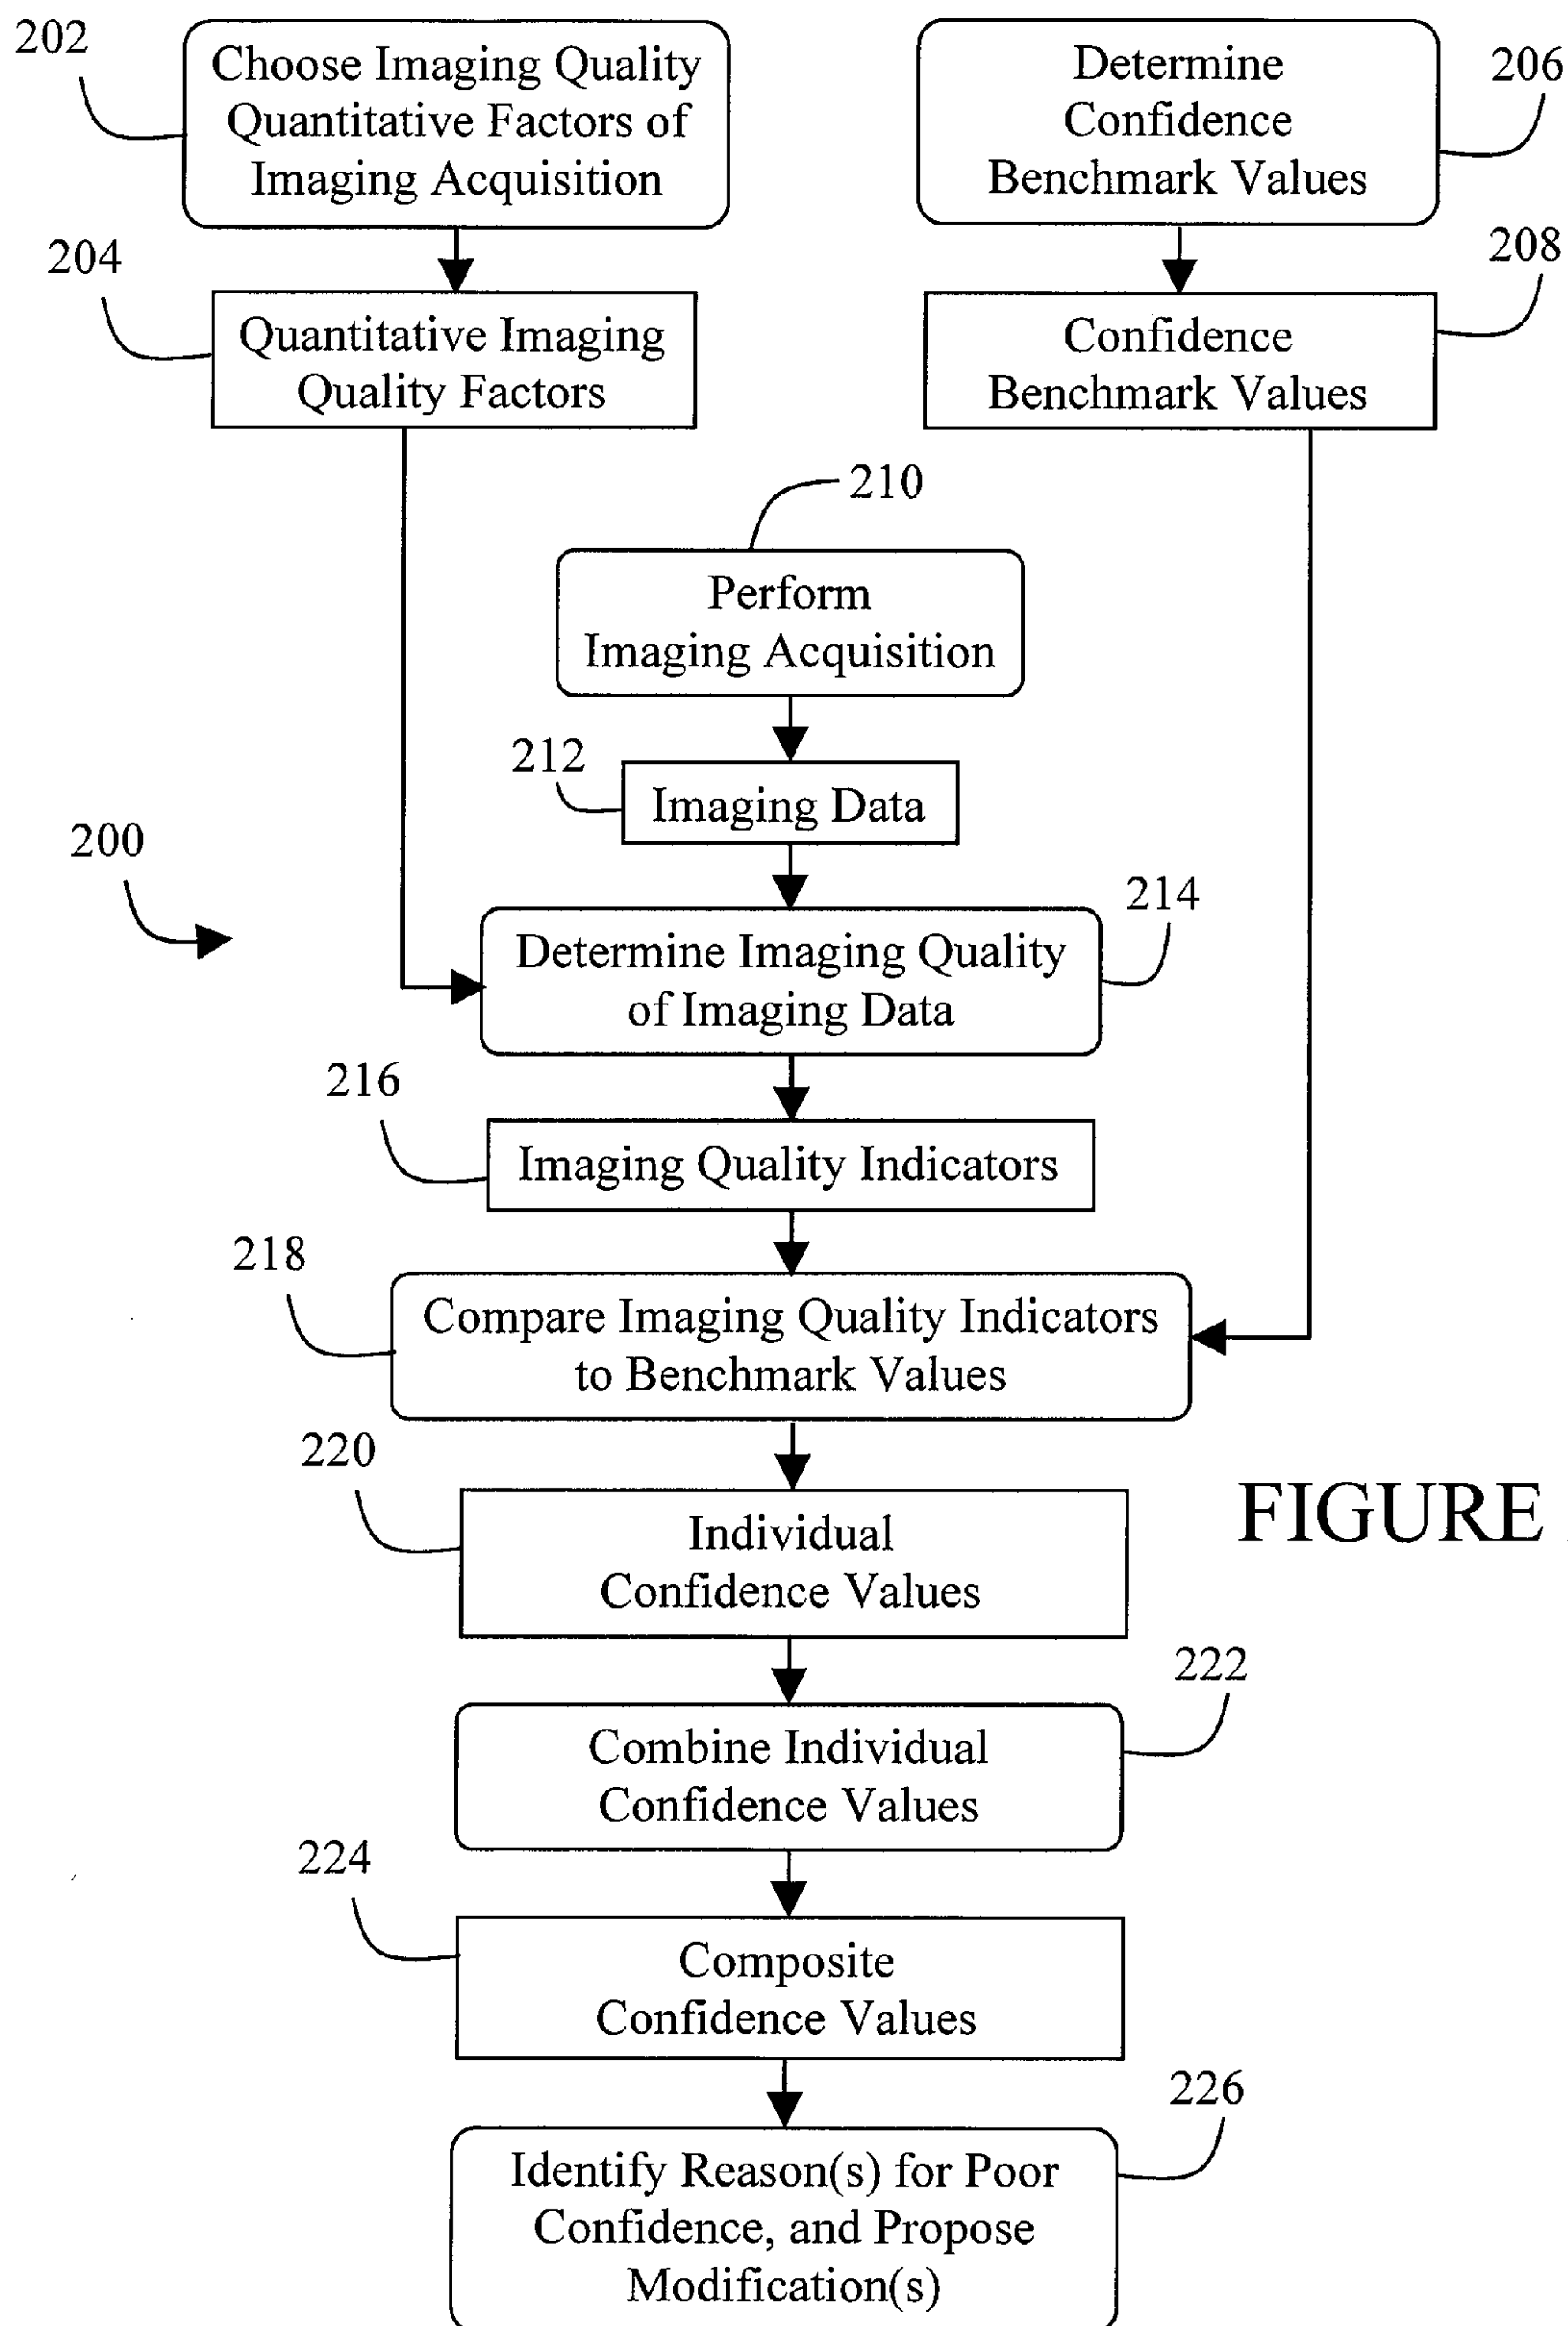 202
Choose Imaging Quality
Quantitative Factors of
Imaging Acquisition
Determine
Confidence
Benchmark Values
206
204
Quantitative Imaging
Quality Factors
Confidence
Benchmark Values
208
210
Perform
Imaging Acquisition
212
Imaging Data
200
214
Determine Imaging Quality
of Imaging Data
216
Imaging Quality Indicators
218
Compare Imaging Quality Indicators
to Benchmark Values
220
Individual
Confidence Values
FIGURE
222
Combine Individual
Confidence Values
224
Composite
Confidence Values
226
Identify Reason(s) for Poor
Confidence, and Propose
Modification(s)